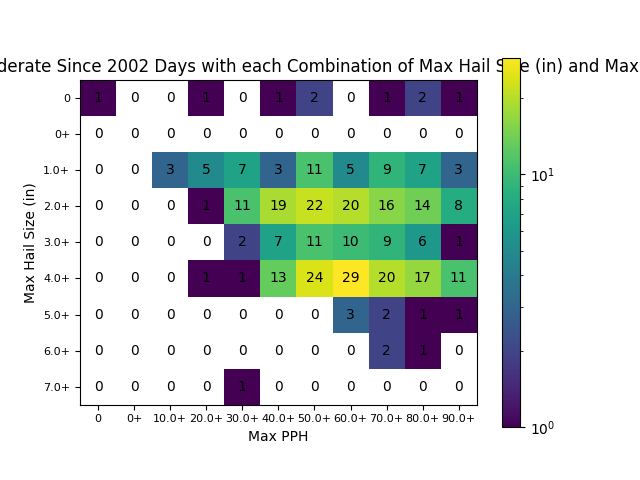 derate Since 2002 Days with each Combination of Max Hail Size (in) and Max
Max Hail Size (in)
0 1 0 0 1 0 1 2 0 1 2 1
0+ 0 0 0 0 0 0 0 0 0 0 0
1.0+ 0 0 3 5 7 3 11 5 9 7 3
2.0+ 0 0 0 1 11 19 22 20 16 14 8
3.0+ 0 0 0 0 2 7 11 10 9 6 1
4.0+ 0 0 0 1 1 13 24 29 20 17 11
5.0+ 0 0 0 0 0 0 0 3 2 1 1
6.0+ 0 0 0 0 0 0 0 0 2 1 0
7.0+ 0 0 0 0 1 0 0 0 0 0 0
0 0+ 10.0+ 20.0+ 30.0+ 40.0+ 50.0+ 60.0+ 70.0+ 80.0+ 90.0+
Max PPH
10¹
10⁰